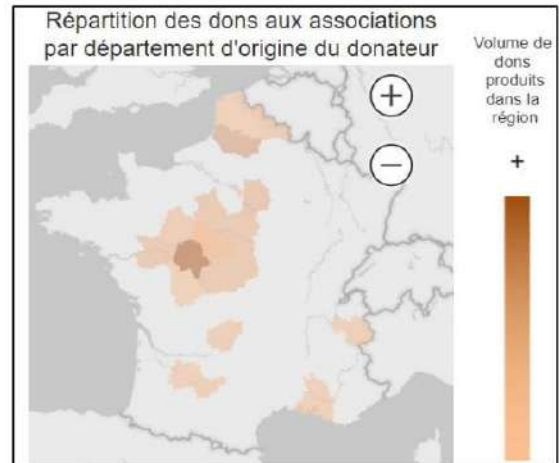 Répartition des dons aux associations
par département d'origine du donateur
Volume de
dons
produits
dans la
région
+
+
−